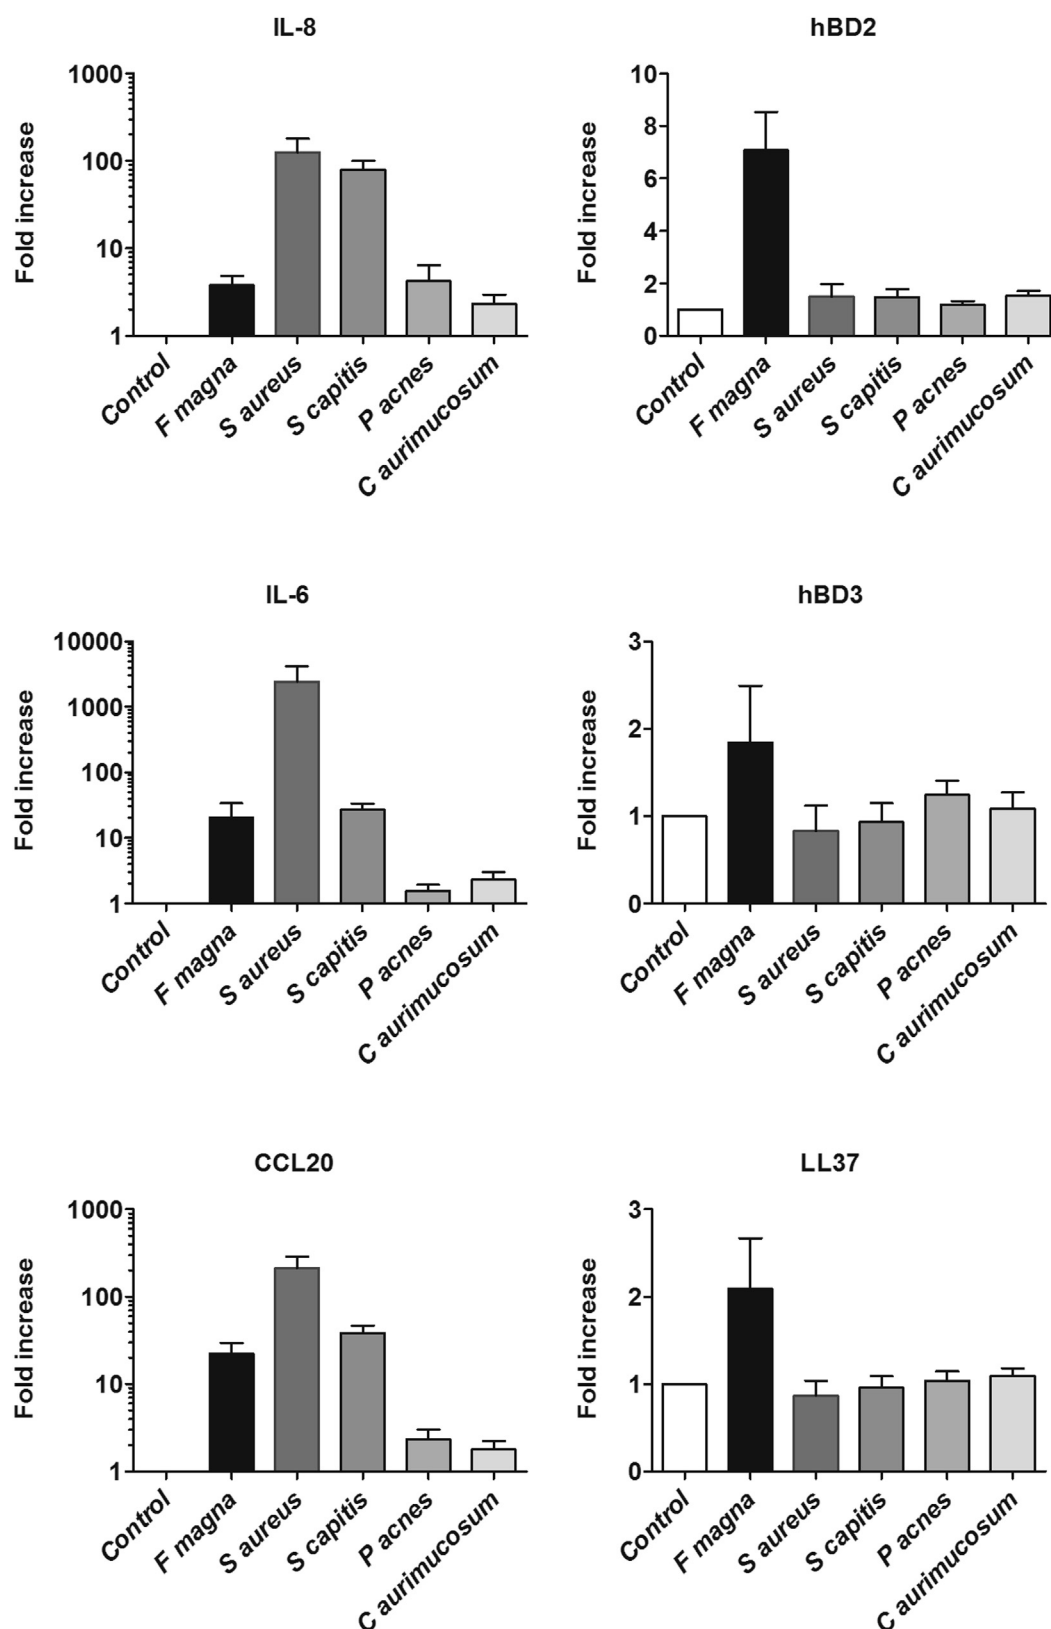 IL-8
Fold increase
1000
100
10
1
Control
F magna
S aureus
S capitis
P acnes
C aurimucosum
hBD2
Fold increase
10
8
6
4
2
0
Control
F magna
S aureus
S capitis
P acnes
C aurimucosum
IL-6
Fold increase
10000
1000
100
10
1
Control
F magna
S aureus
S capitis
P acnes
C aurimucosum
hBD3
Fold increase
3
2
1
0
Control
F magna
S aureus
S capitis
P acnes
C aurimucosum
CCL20
Fold increase
1000
100
10
1
Control
F magna
S aureus
S capitis
P acnes
C aurimucosum
LL37
Fold increase
3
2
1
0
Control
F magna
S aureus
S capitis
P acnes
C aurimucosum